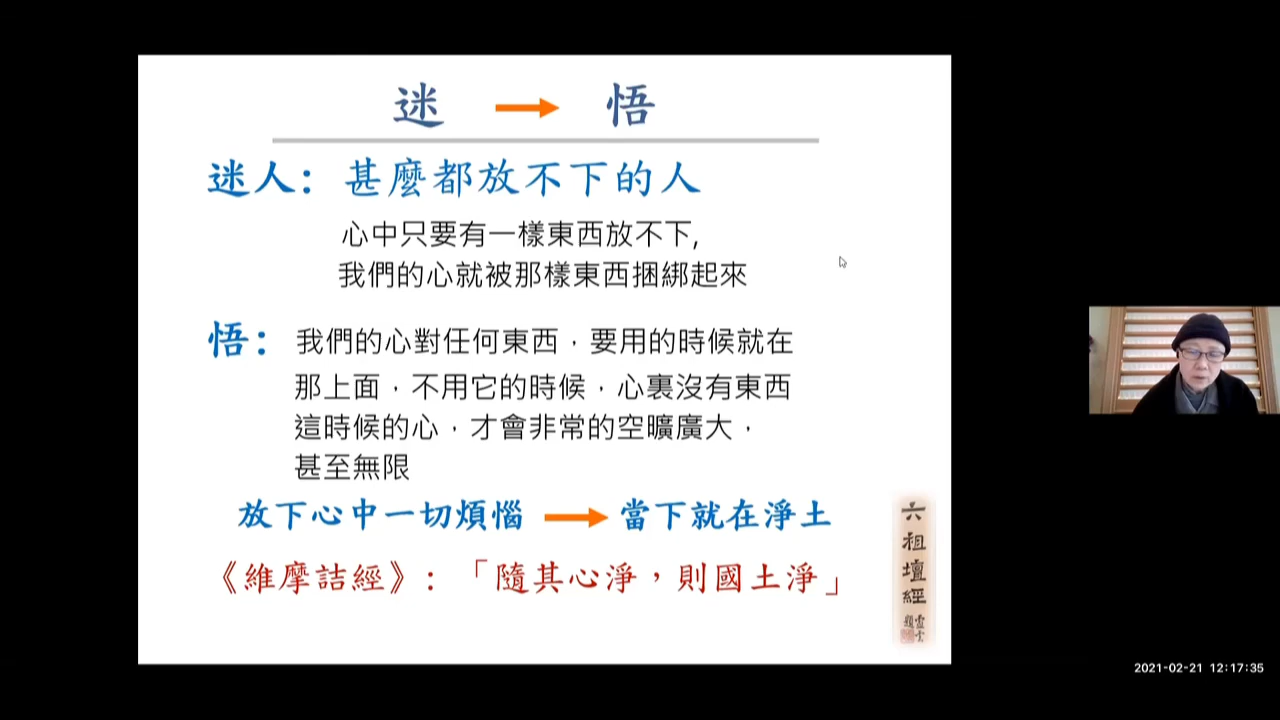 迷 → 悟
迷人：甚麼都放不下的人
心中只要有一樣東西放不下,
我們的心就被那樣東西捆綁起來
悟：我們的心對任何東西，要用的時候就在
那上面，不用它的時候，心裏沒有東西
這時候的心，才會非常的空曠廣大，
甚至無限
放下心中一切煩惱 → 當下就在淨土
《維摩詰經》：「隨其心淨，則國土淨」
六祖壇經
2021-02-21 12:17:35